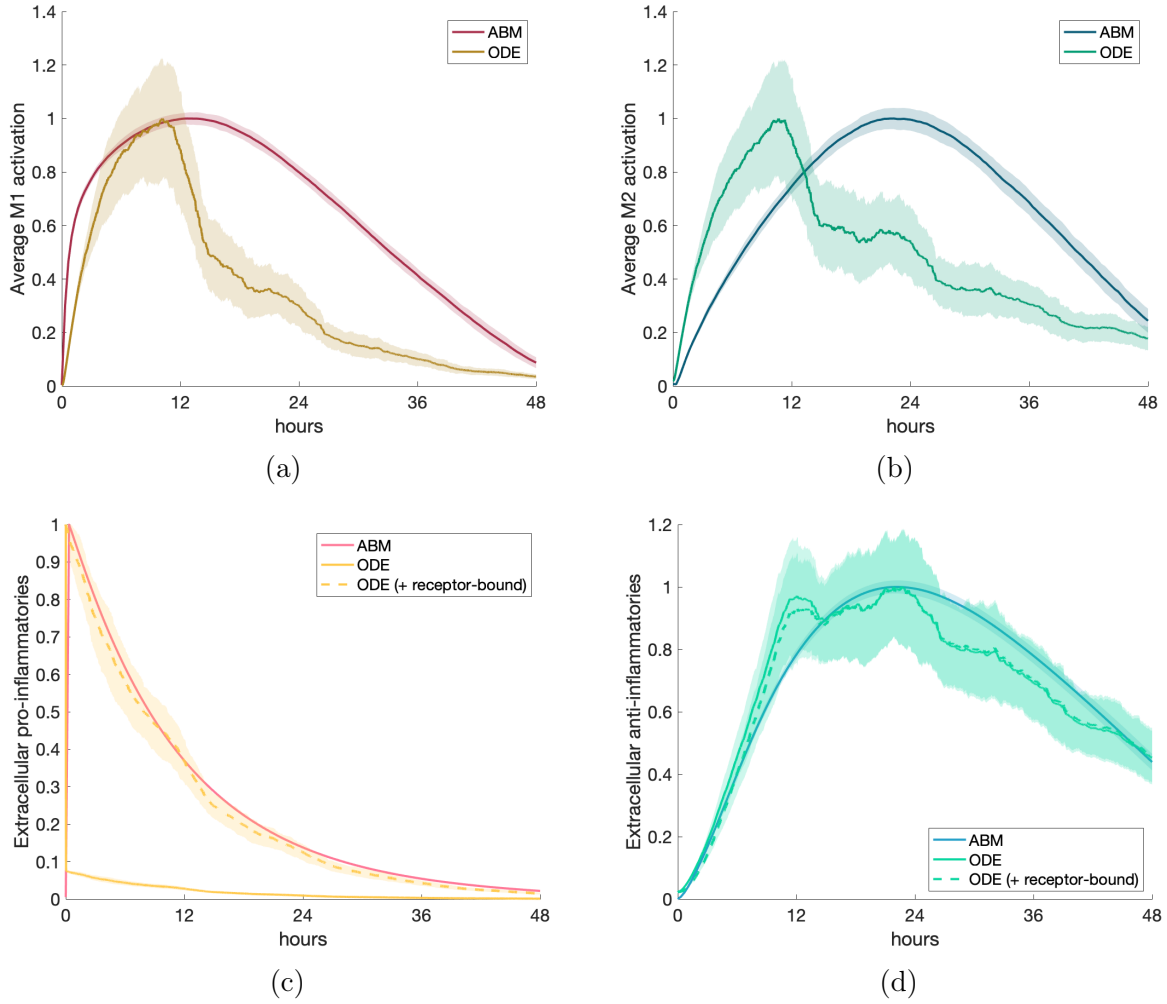 1.4
1.2
1
0.8
0.6
0.4
0.2
0
Average M1 activation
ABM
ODE
0 12 24 36 48
hours
(a)
1.4
1.2
1
0.8
0.6
0.4
0.2
0
Average M2 activation
ABM
ODE
0 12 24 36 48
hours
(b)
1
0.9
0.8
0.7
0.6
0.5
0.4
0.3
0.2
0.1
0
Extracellular pro-inflammatories
ABM
ODE
ODE (+ receptor-bound)
0 12 24 36 48
hours
(c)
1.2
1
0.8
0.6
0.4
0.2
0
Extracellular anti-inflammatories
ABM
ODE
ODE (+ receptor-bound)
0 12 24 36 48
hours
(d)